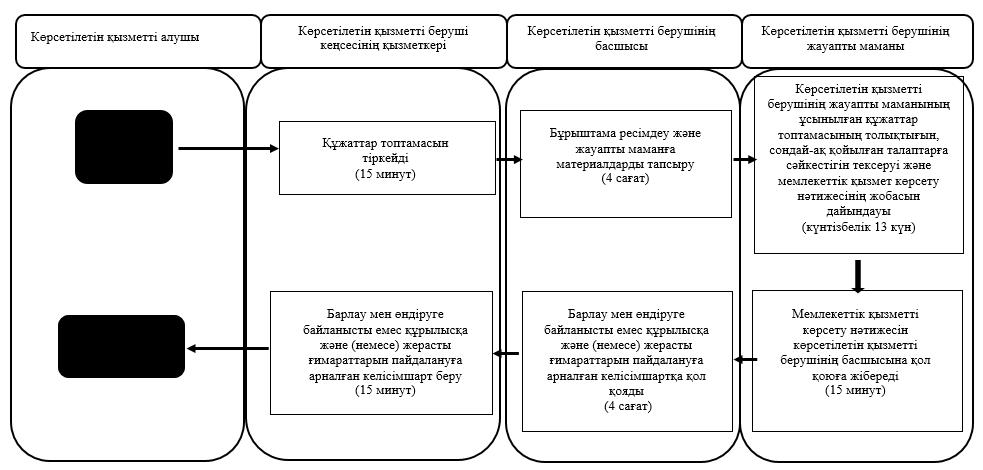 Көрсетілетін қызметті алушы
Көрсетілетін қызметті беруші
кеңсесінің қызметкері
Көрсетілетін қызметті берушінің
басшысы
Көрсетілетін қызметті берушінің
жауапты маманы
Құжаттар топтамасын
тіркейді
(15 минут)
Бұрыштама ресімдеу және
жауапты маманға
материалдарды тапсыру
(4 сағат)
Көрсетілетін қызметті
берушінің жауапты маманының
ұсынылған құжаттар
топтамасының толықтығын,
сондай-ақ қойылған талаптарға
сәйкестігін тексеруі және
мемлекеттік қызмет көрсету
нәтижесінің жобасын
дайындауы
(күнтізбелік 13 күн)
Барлау мен өндіруге
байланысты емес құрылысқа
және (немесе) жерасты
ғимараттарын пайдалануға
арналған келісімшарт беру
(15 минут)
Барлау мен өндіруге
байланысты емес құрылысқа
және (немесе) жерасты
ғимараттарын пайдалануға
арналған келісімшартқа қол
қояды
(4 сағат)
Мемлекеттік қызметті
көрсету нәтижесін
көрсетілетін қызметті
берушінің басшысына қол
қоюға жібереді
(15 минут)